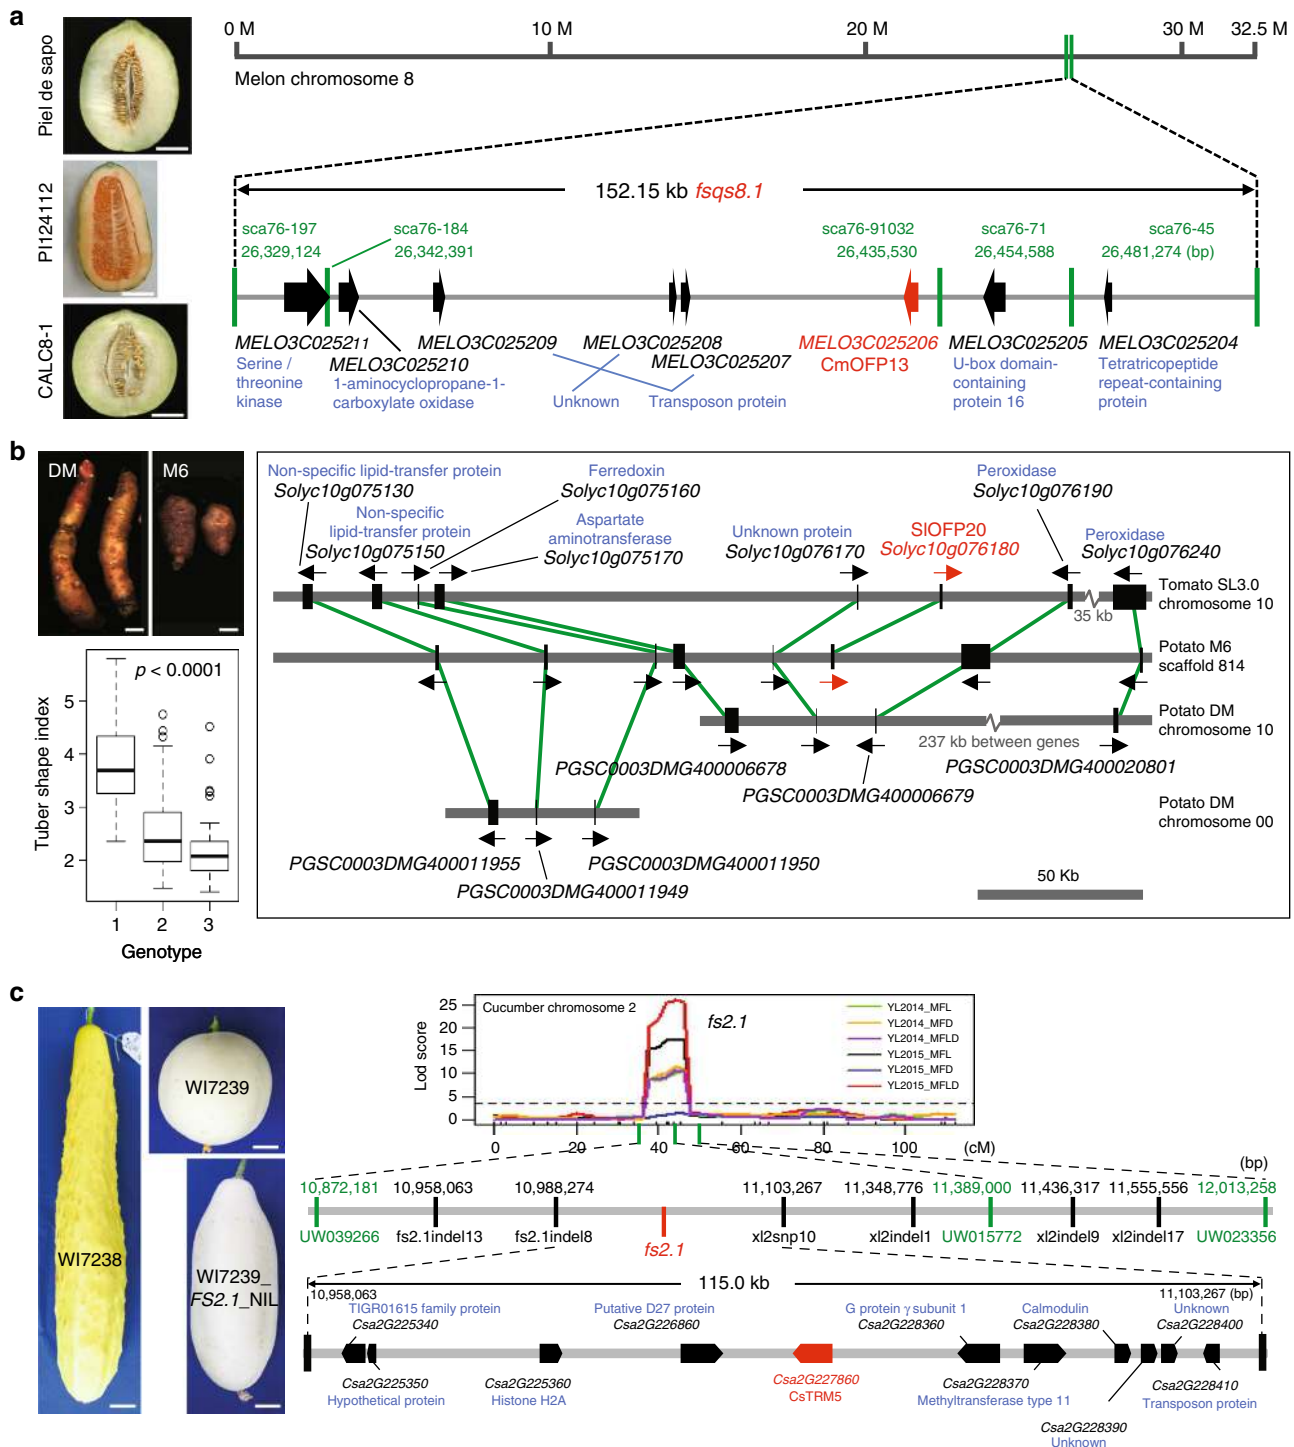 a
Piel de sapo
PI124112
CALC8-1
0 M 10 M 20 M 30 M 32.5 M
Melon chromosome 8
152.15 kb fsqs8.1
sca76-197 sca76-184 sca76-91032 sca76-71 sca76-45
26,329,124 26,342,391 26,435,530 26,454,588 26,481,274 (bp)
MELO3C025211 MELO3C025209 MELO3C025208 MELO3C025206 MELO3C025205 MELO3C025204
MELO3C025210 MELO3C025207
Serine /
threonine
kinase
1-aminocyclopropane-1-
carboxylate oxidase
Unknown
Transposon protein
CmOFP13
U-box domain-
containing
protein 16
Tetratricopeptide
repeat-containing
protein
b
DM M6
p < 0.0001
Tuber shape index
5
4
3
2
1 2 3
Genotype
Non-specific lipid-transfer protein
Solyc10g075130
Non-specific
lipid-transfer protein
Solyc10g075150
Ferredoxin
Solyc10g075160
Aspartate
aminotransferase
Solyc10g075170
Unknown protein
Solyc10g076170
SlOFP20
Solyc10g076180
Peroxidase
Solyc10g076190
Peroxidase
Solyc10g076240
Tomato SL3.0
chromosome 10
35 kb
Potato M6
scaffold 814
Potato DM
chromosome 10
237 kb between genes
PGSC0003DMG400006678
PGSC0003DMG400020801
PGSC0003DMG400006679
Potato DM
chromosome 00
PGSC0003DMG400011955
PGSC0003DMG400011950
PGSC0003DMG400011949
50 Kb
c
WI7238
WI7239
WI7239_
FS2.1_NIL
Lod score
25
20
15
10
5
0
Cucumber chromosome 2
fs2.1
YL2014_MFL
YL2014_MFD
YL2014_MFLD
YL2015_MFL
YL2015_MFD
YL2015_MFLD
0 20 40 60 80 100 (cM)
(bp)
10,872,181 10,958,063 10,988,274 11,103,267 11,348,776 11,389,000 11,436,317 11,555,556 12,013,258
UW039266 fs2.1indel13 fs2.1indel8 fs2.1 xl2snp10 xl2indel1 UW015772 xl2indel9 xl2indel17 UW023356
115.0 kb
10,958,063 11,103,267 (bp)
TIGR01615 family protein Putative D27 protein G protein γ subunit 1 Calmodulin Unknown
Csa2G225340 Csa2G226860 Csa2G228360 Csa2G228380 Csa2G228400
Csa2G225350 Csa2G225360 Csa2G227860 Csa2G228370 Csa2G228410
Hypothetical protein Histone H2A CsTRM5 Methyltransferase type 11 Transposon protein
Csa2G228390
Unknown